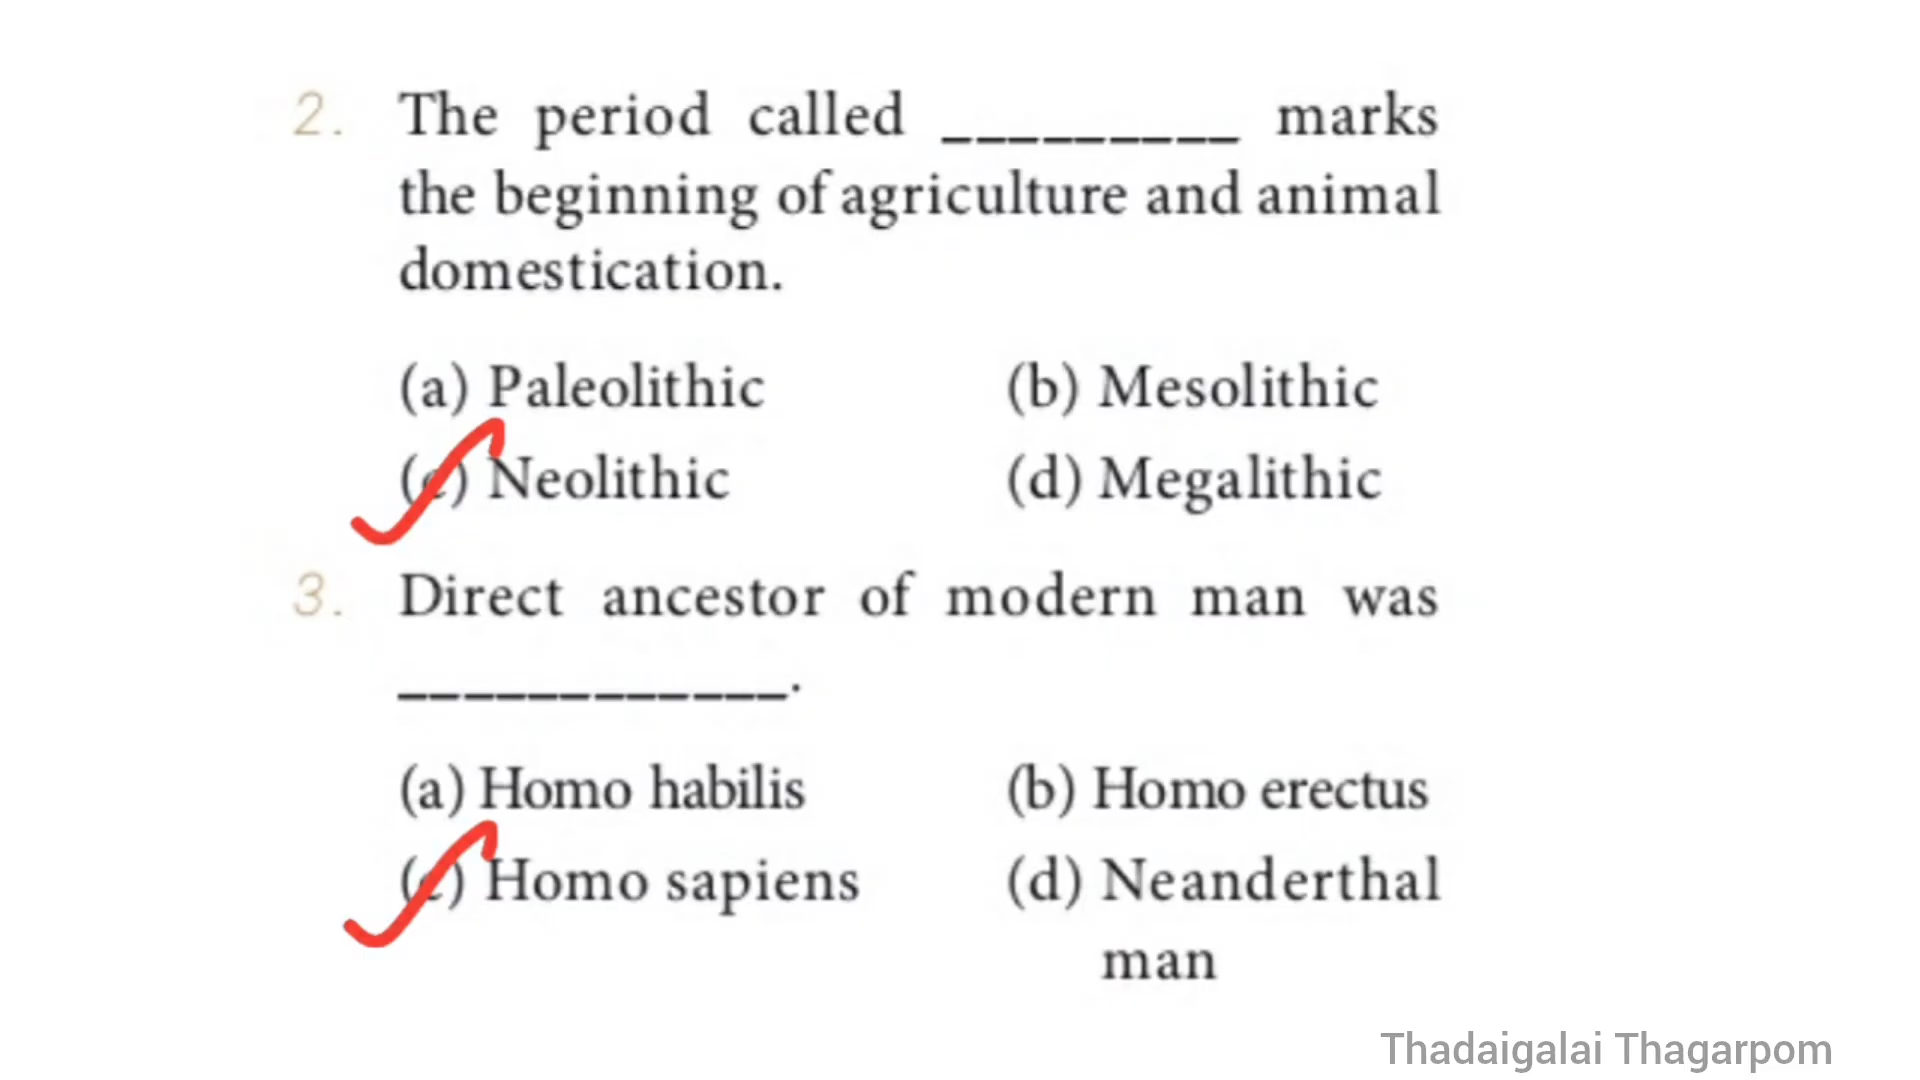 2. The period called _________ marks
the beginning of agriculture and animal
domestication.
(a) Paleolithic (b) Mesolithic
(c) Neolithic (d) Megalithic
3. Direct ancestor of modern man was
____________.
(a) Homo habilis (b) Homo erectus
(c) Homo sapiens (d) Neanderthal
man
Thadaigalai Thagarpom